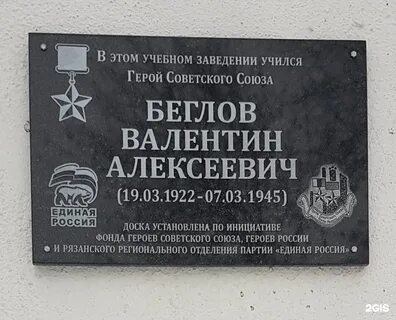 В ЭТОМ УЧЕБНОМ ЗАВЕДЕНИИ УЧИЛСЯ
ГЕРОЙ СОВЕТСКОГО СОЮЗА
БЕГЛОВ
ВАЛЕНТИН
АЛЕКСЕЕВИЧ
(19.03.1922-07.03.1945)
ЕДИНАЯ
РОССИЯ
ДОСКА УСТАНОВЛЕНА ПО ИНИЦИАТИВЕ
ФОНДА ГЕРОЕВ СОВЕТСКОГО СОЮЗА, ГЕРОЕВ РОССИИ
И РЯЗАНСКОГО РЕГИОНАЛЬНОГО ОТДЕЛЕНИЯ ПАРТИИ «ЕДИНАЯ РОССИЯ»
2GIS